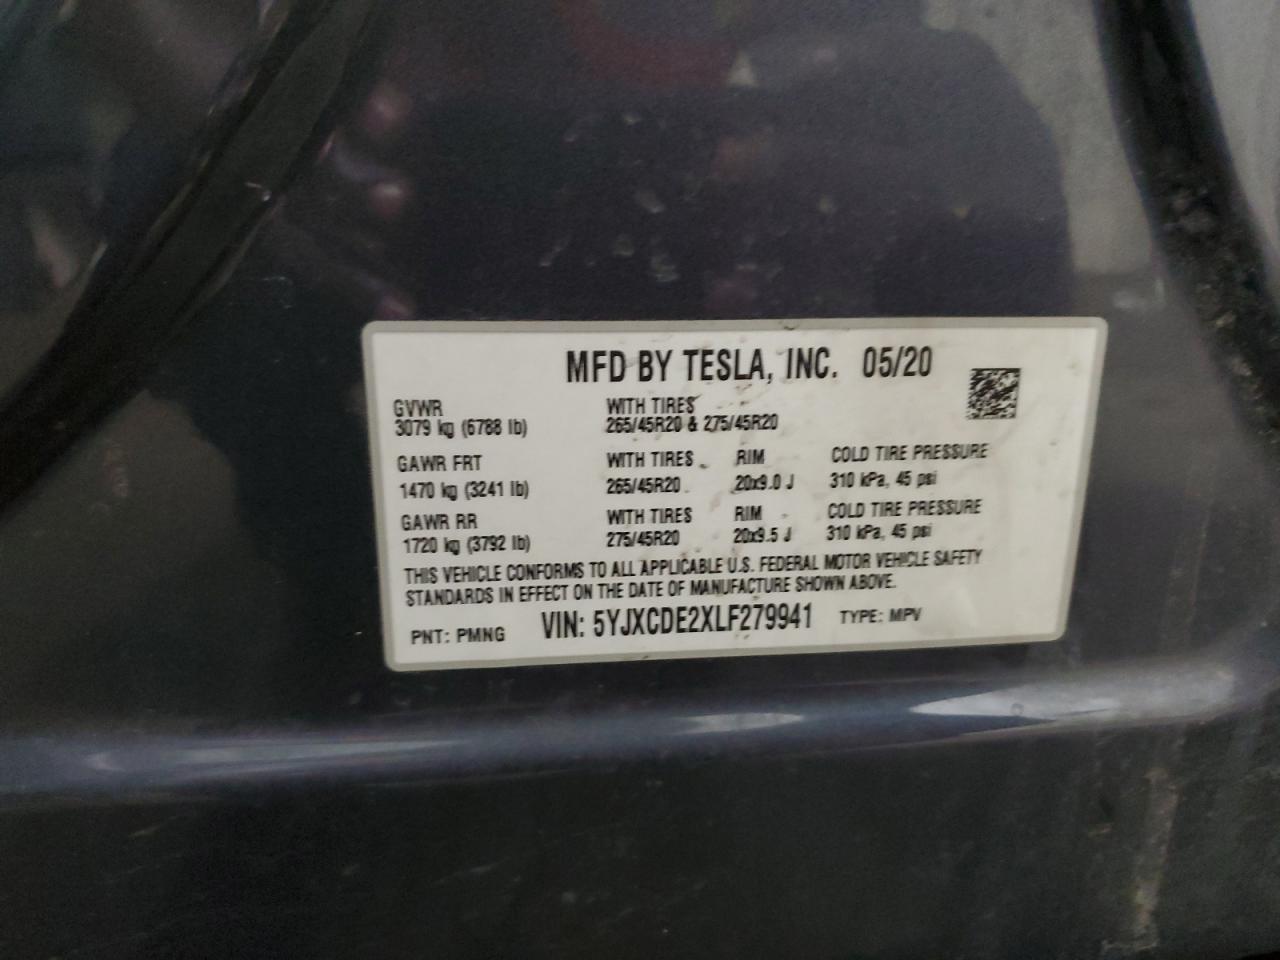 MFD BY TESLA, INC. 05/20
GVWR WITH TIRES
3079 kg (6788 lb) 265/45R20 & 275/45R20
GAWR FRT WITH TIRES RIM COLD TIRE PRESSURE
1470 kg (3241 lb) 265/45R20 20x9.0 J 310 kPa, 45 psi
GAWR RR WITH TIRES RIM COLD TIRE PRESSURE
1720 kg (3792 lb) 275/45R20 20x9.5 J 310 kPa, 45 psi
THIS VEHICLE CONFORMS TO ALL APPLICABLE U.S. FEDERAL MOTOR VEHICLE SAFETY
STANDARDS IN EFFECT ON THE DATE OF MANUFACTURE SHOWN ABOVE.
PNT: PMNG VIN: 5YJXCDE2XLF279941 TYPE: MPV